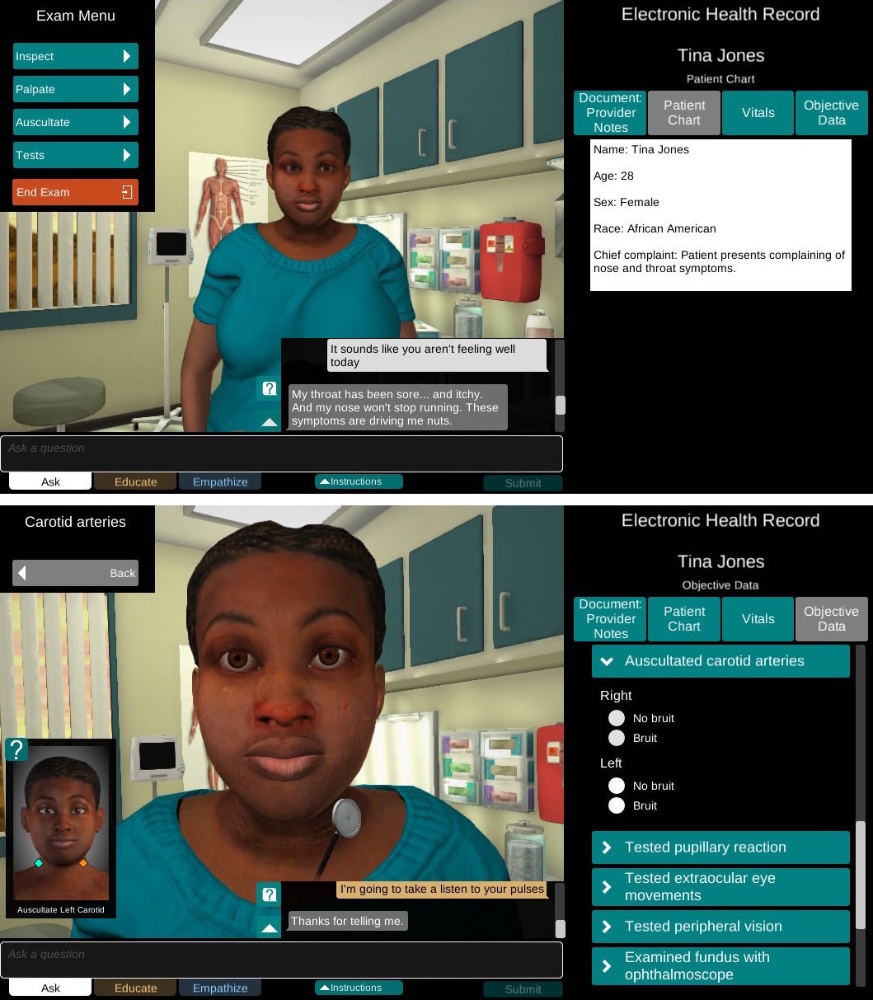 Exam Menu
Inspect
Palpate
Auscultate
Tests
End Exam
It sounds like you aren't feeling well
today
?
My throat has been sore... and itchy.
And my nose won't stop running. These
symptoms are driving me nuts.
Ask a question
Ask
Educate
Empathize
Instructions
Submit
Electronic Health Record
Tina Jones
Patient Chart
Document:
Provider
Notes
Patient
Chart
Vitals
Objective
Data
Name: Tina Jones
Age: 28
Sex: Female
Race: African American
Chief complaint: Patient presents complaining of
nose and throat symptoms.
Carotid arteries
Back
?
Auscultate Left Carotid
I'm going to take a listen to your pulses
?
Thanks for telling me.
Ask a question
Ask
Educate
Empathize
Instructions
Submit
Electronic Health Record
Tina Jones
Objective Data
Document:
Provider
Notes
Patient
Chart
Vitals
Objective
Data
Auscultated carotid arteries
Right
No bruit
Bruit
Left
No bruit
Bruit
Tested pupillary reaction
Tested extraocular eye
movements
Tested peripheral vision
Examined fundus with
ophthalmoscope